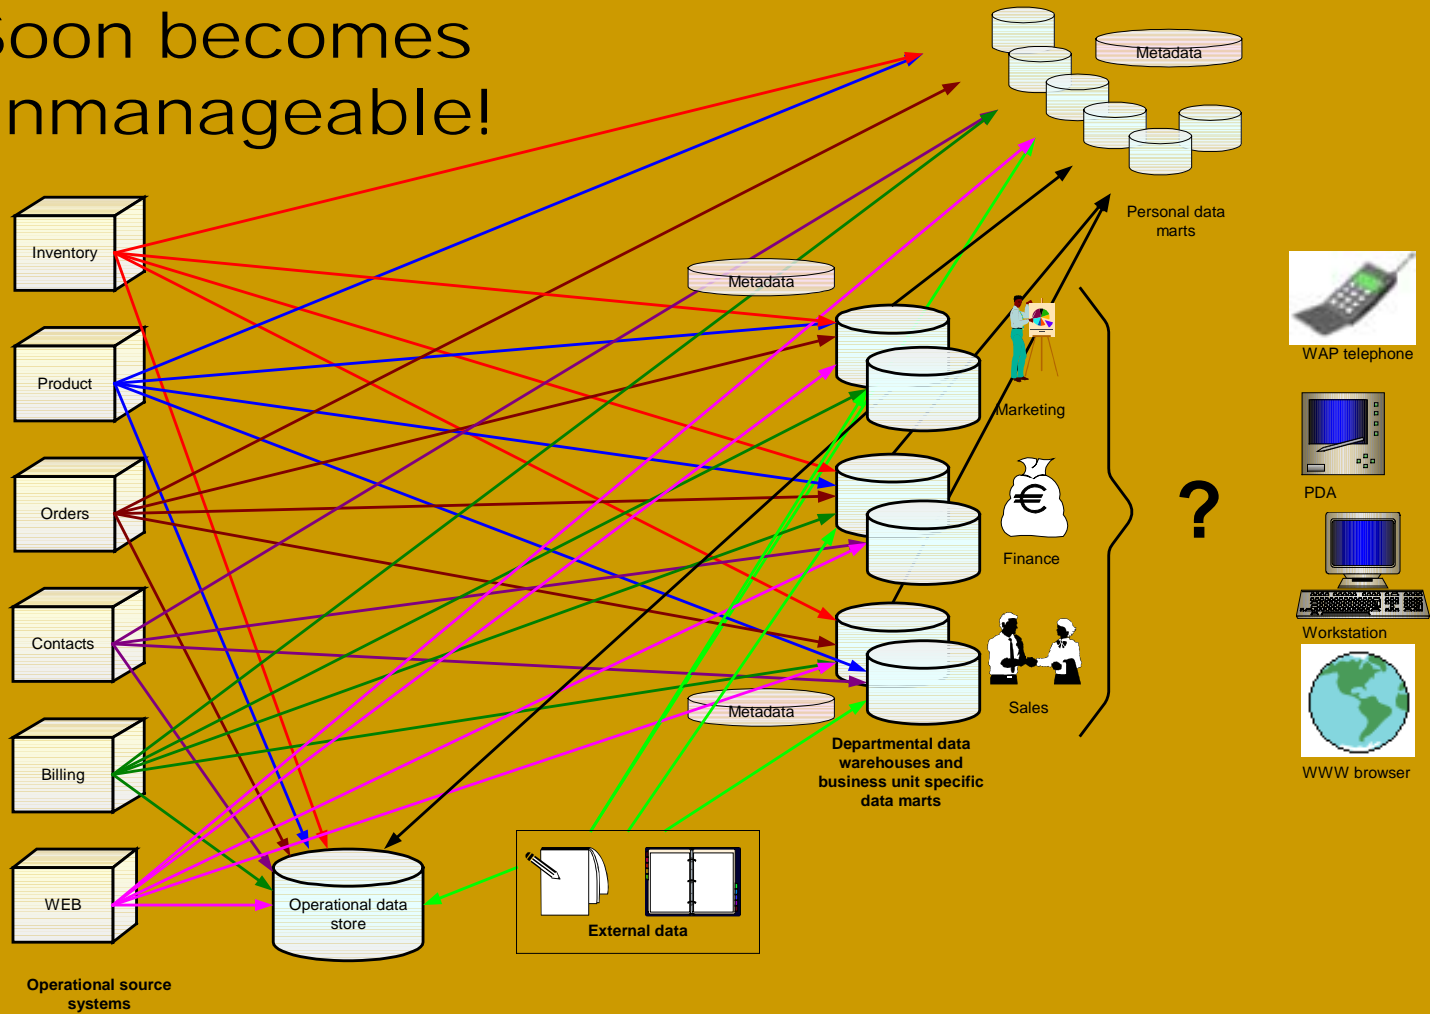 Soon becomes
nmanageable!
Metadata
Personal data
marts
Inventory
Metadata
WAP telephone
Product
Marketing
PDA
Orders
€
?
Finance
Workstation
Contacts
Sales
Metadata
Departmental data
warehouses and
business unit specific
data marts
WWW browser
Billing
WEB
Operational data
store
External data
Operational source
systems